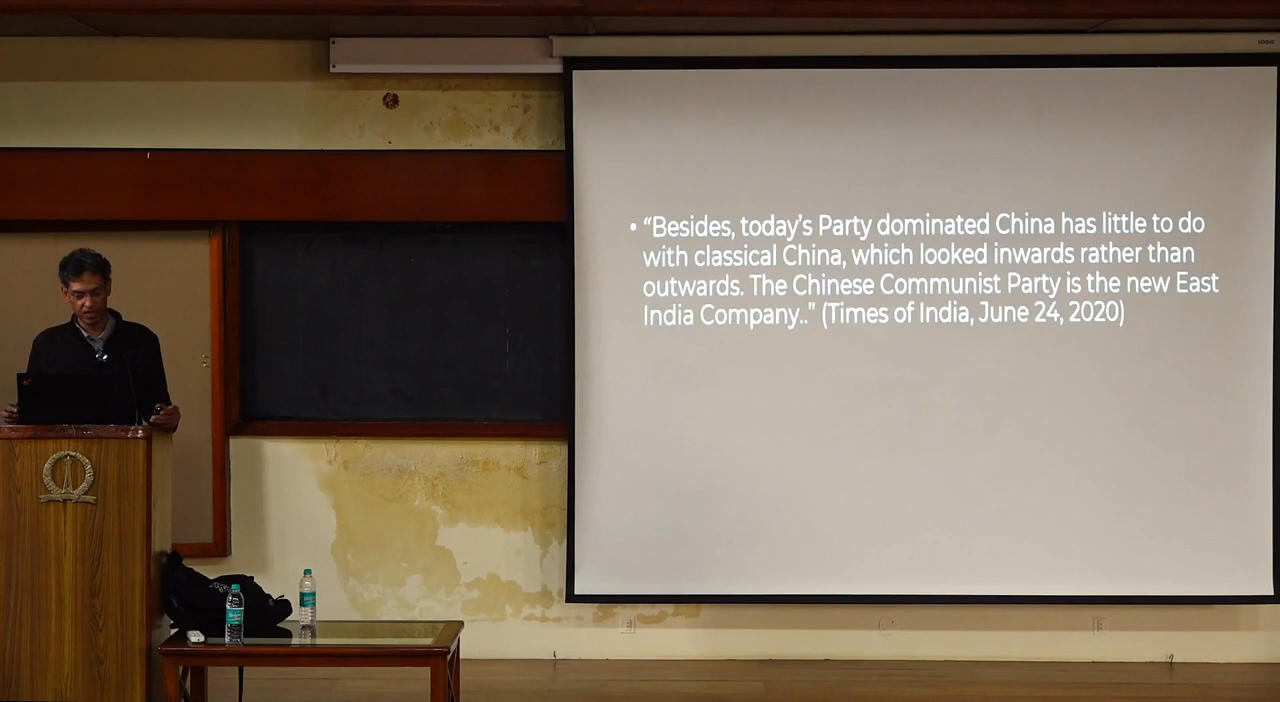 LOGIC
• “Besides, today’s Party dominated China has little to do
with classical China, which looked inwards rather than
outwards. The Chinese Communist Party is the new East
India Company..” (Times of India, June 24, 2020)